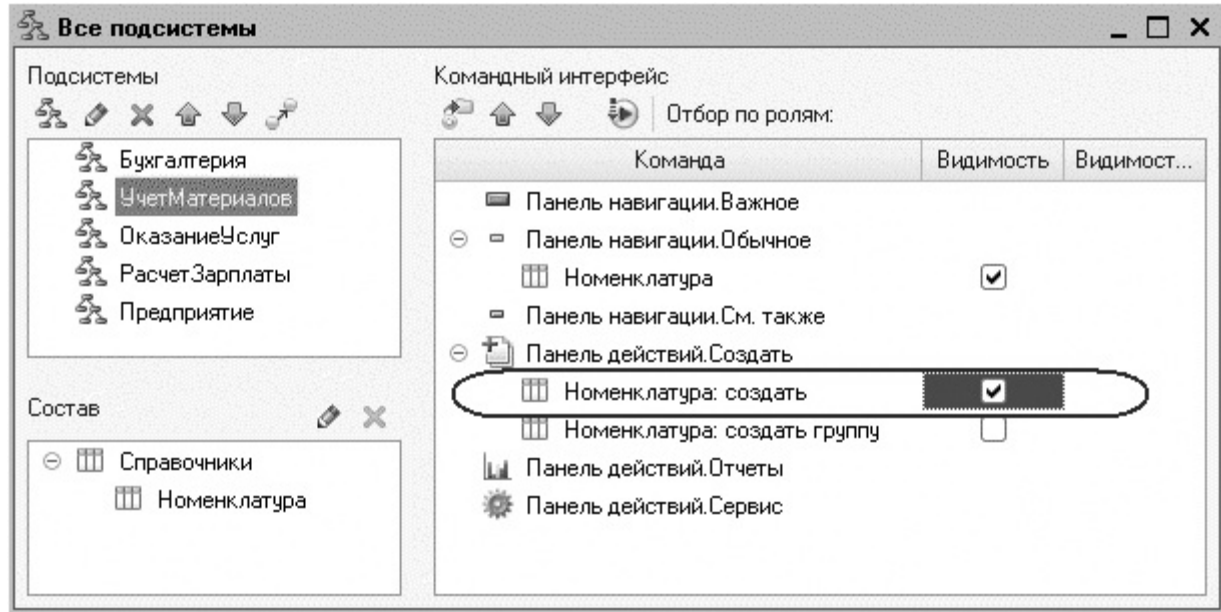 Все подсистемы
Подсистемы
Бухгалтерия
УчетМатериалов
ОказаниеУслуг
РасчетЗарплаты
Предприятие
Состав
Справочники
Номенклатура
Командный интерфейс
Отбор по ролям:
Команда Видимость Видимост...
Панель навигации.Важное
Панель навигации.Обычное
Номенклатура
Панель навигации.См. также
Панель действий.Создать
Номенклатура: создать
Номенклатура: создать группу
Панель действий.Отчеты
Панель действий.Сервис